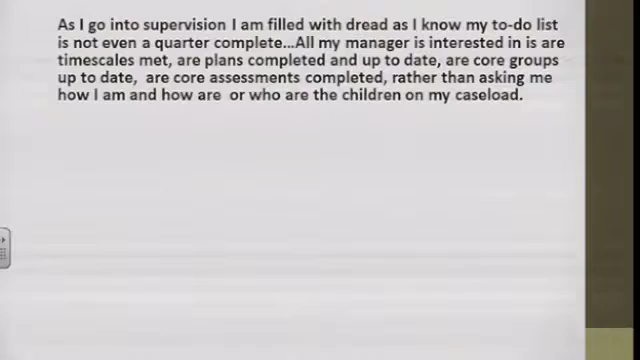 As I go into supervision I am filled with dread as I know my to-do list
is not even a quarter complete...All my manager is interested in is are
timescales met, are plans completed and up to date, are core groups
up to date, are core assessments completed, rather than asking me
how I am and how are or who are the children on my caseload.